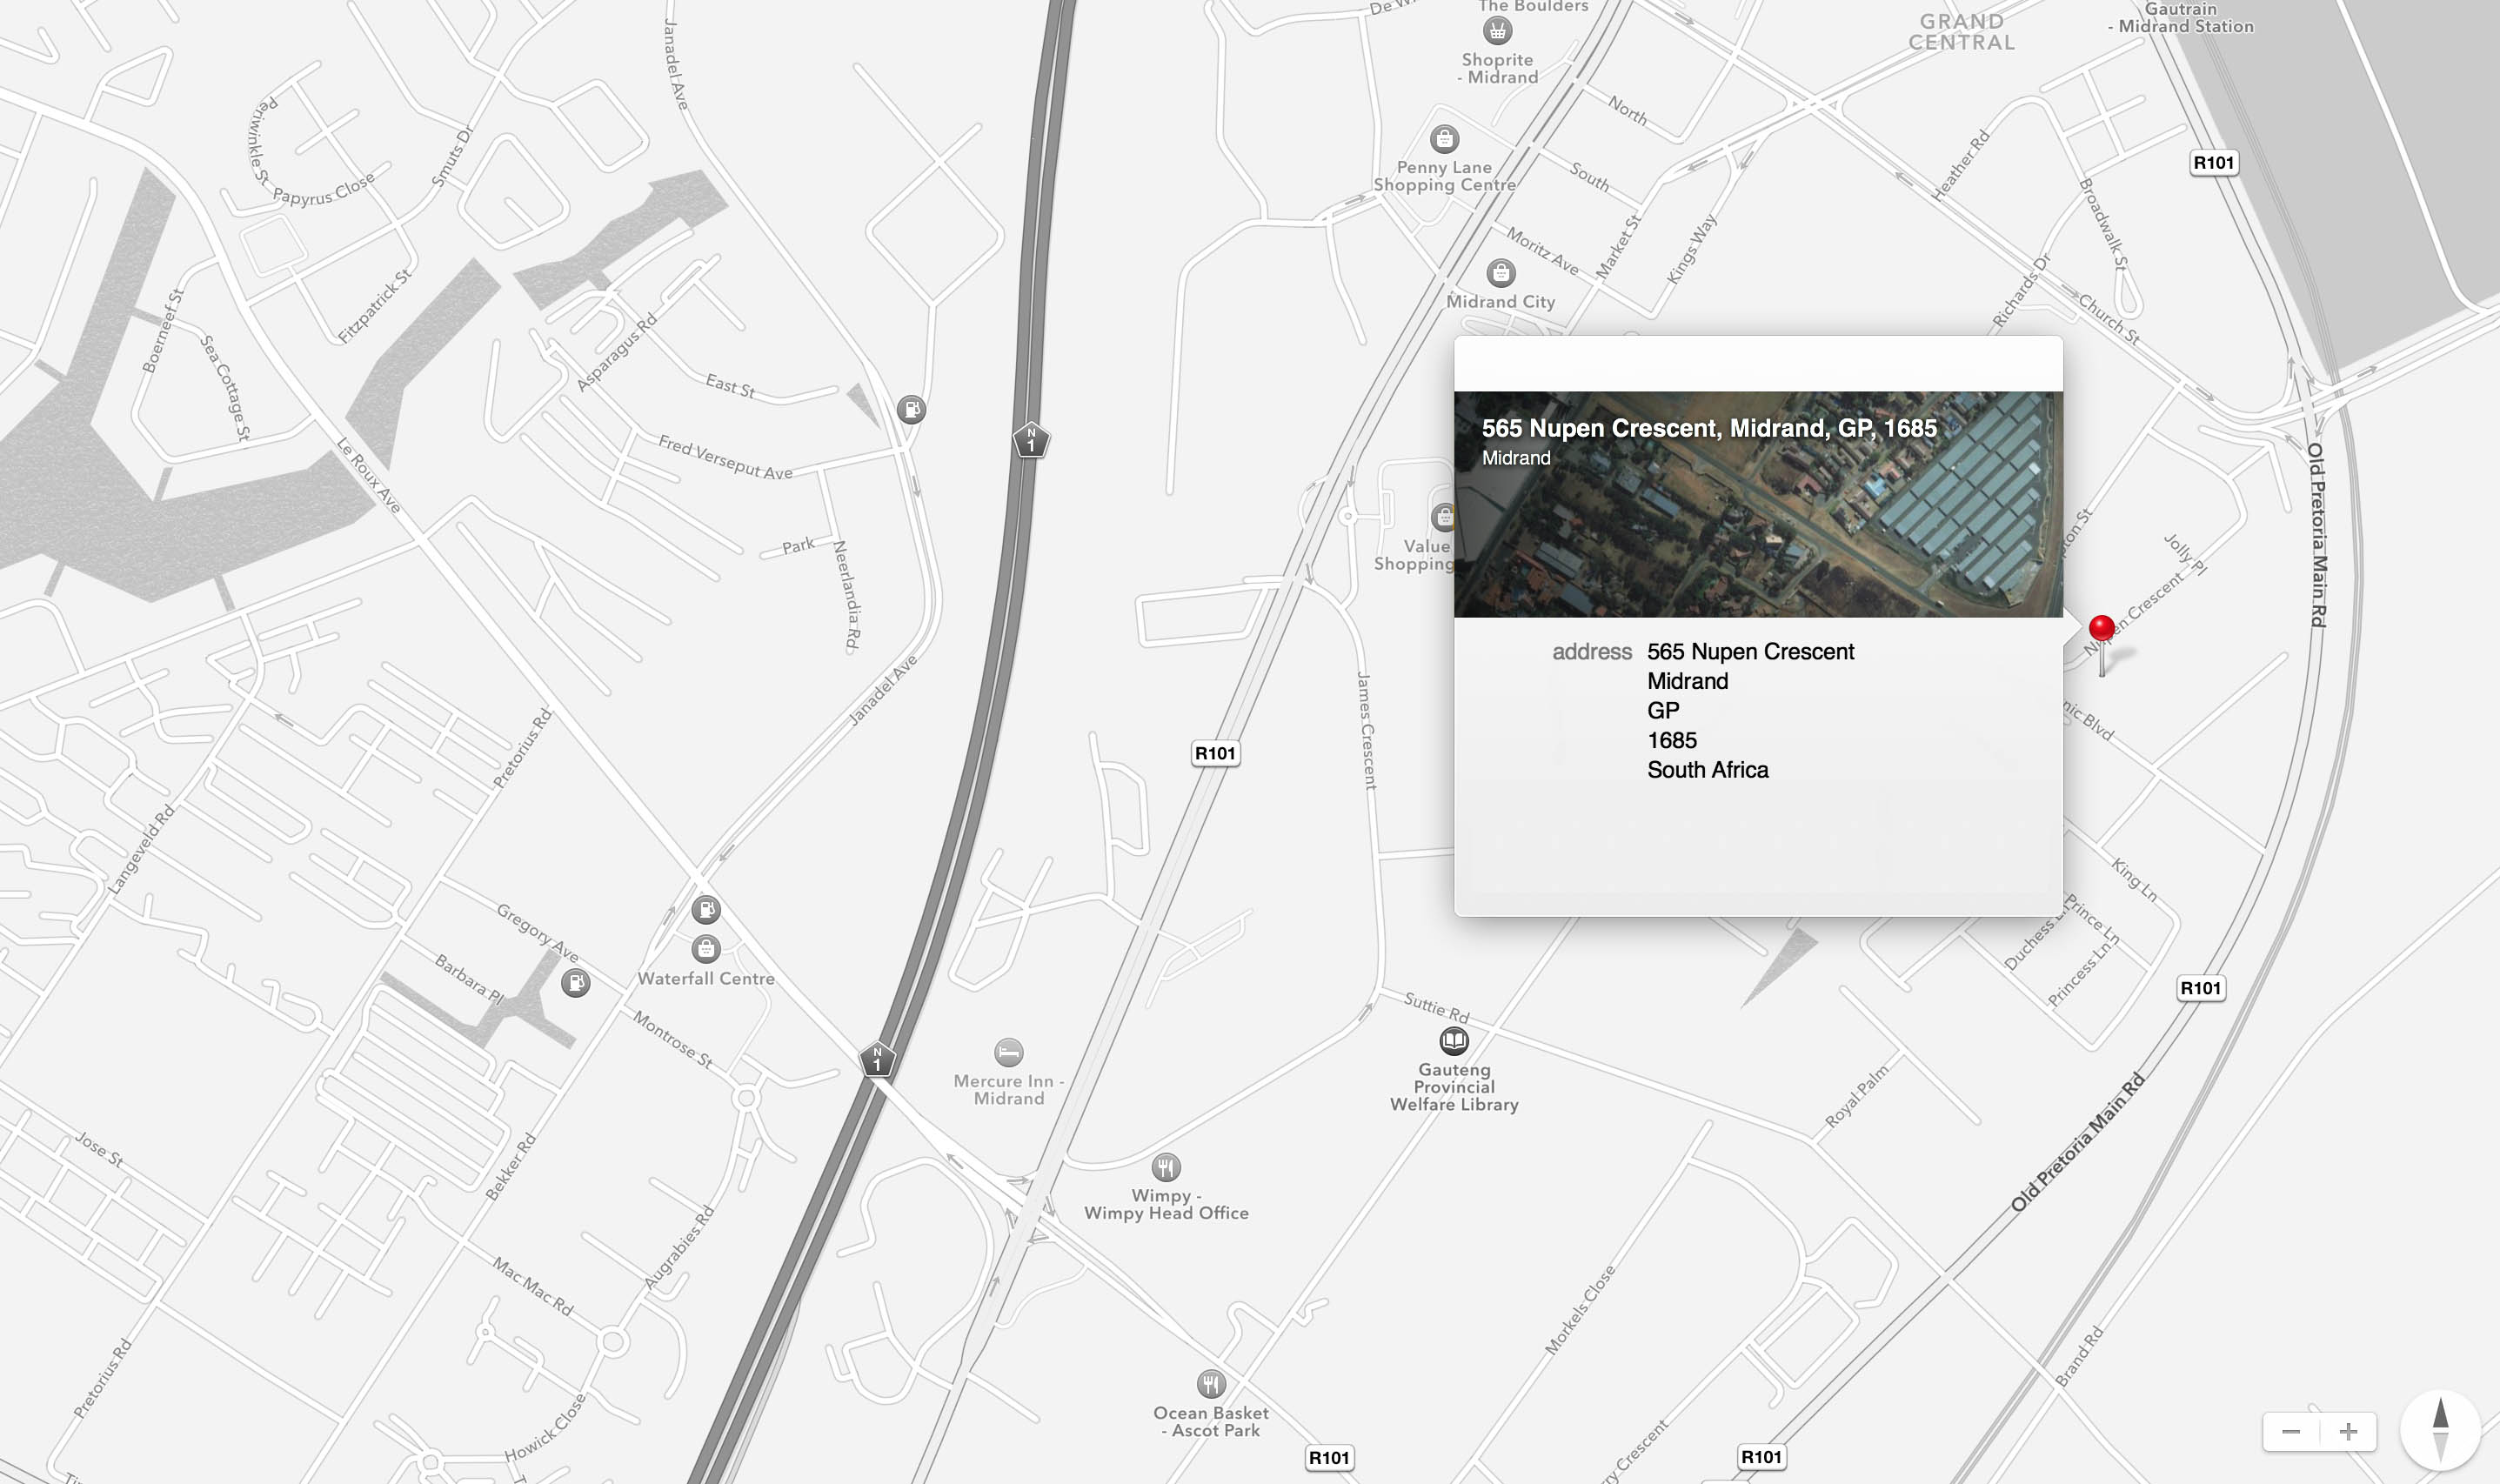 The Boulders
Shoprite
- Midrand
GRAND
CENTRAL
Gautrain
- Midrand Station
Janadel Ave
Periwinkle St
Papyrus Close
Smuts Dr
North
Penny Lane
Shopping Centre
South
Heather Rd
R101
Broadwalk St
Moritz Ave
Market St
Kings Way
Midrand City
Richards Dr
Church St
Boerneef St
Sea Cottage St
Fitzpatrick St
Asparagus Rd
East St
Fred Verseput Ave
N
1
Le Roux Ave
Park
Neerlandia Rd
Value
Shopping
565 Nupen Crescent, Midrand, GP, 1685
Midrand
address 565 Nupen Crescent
Midrand
GP
1685
South Africa
Old Pretoria Main Rd
Jolly Pl
Nupen Crescent
Janadel Ave
James Crescent
R101
Pretorius Rd
Langeveld Rd
King Ln
Prince Ln
Duchess Ln
Princess Ln
R101
Gregory Ave
Barbara Pl
Waterfall Centre
Montrose St
N
1
Mercure Inn -
Midrand
Suttie Rd
Gauteng
Provincial
Welfare Library
Royal Palm
Old Pretoria Main Rd
Jose St
Bekker Rd
Wimpy -
Wimpy Head Office
Augrabies Rd
Mac Mac Rd
Morkels Close
Pretorius Rd
Brand Rd
Howick Close
Ocean Basket
- Ascot Park
R101
Crescent
R101